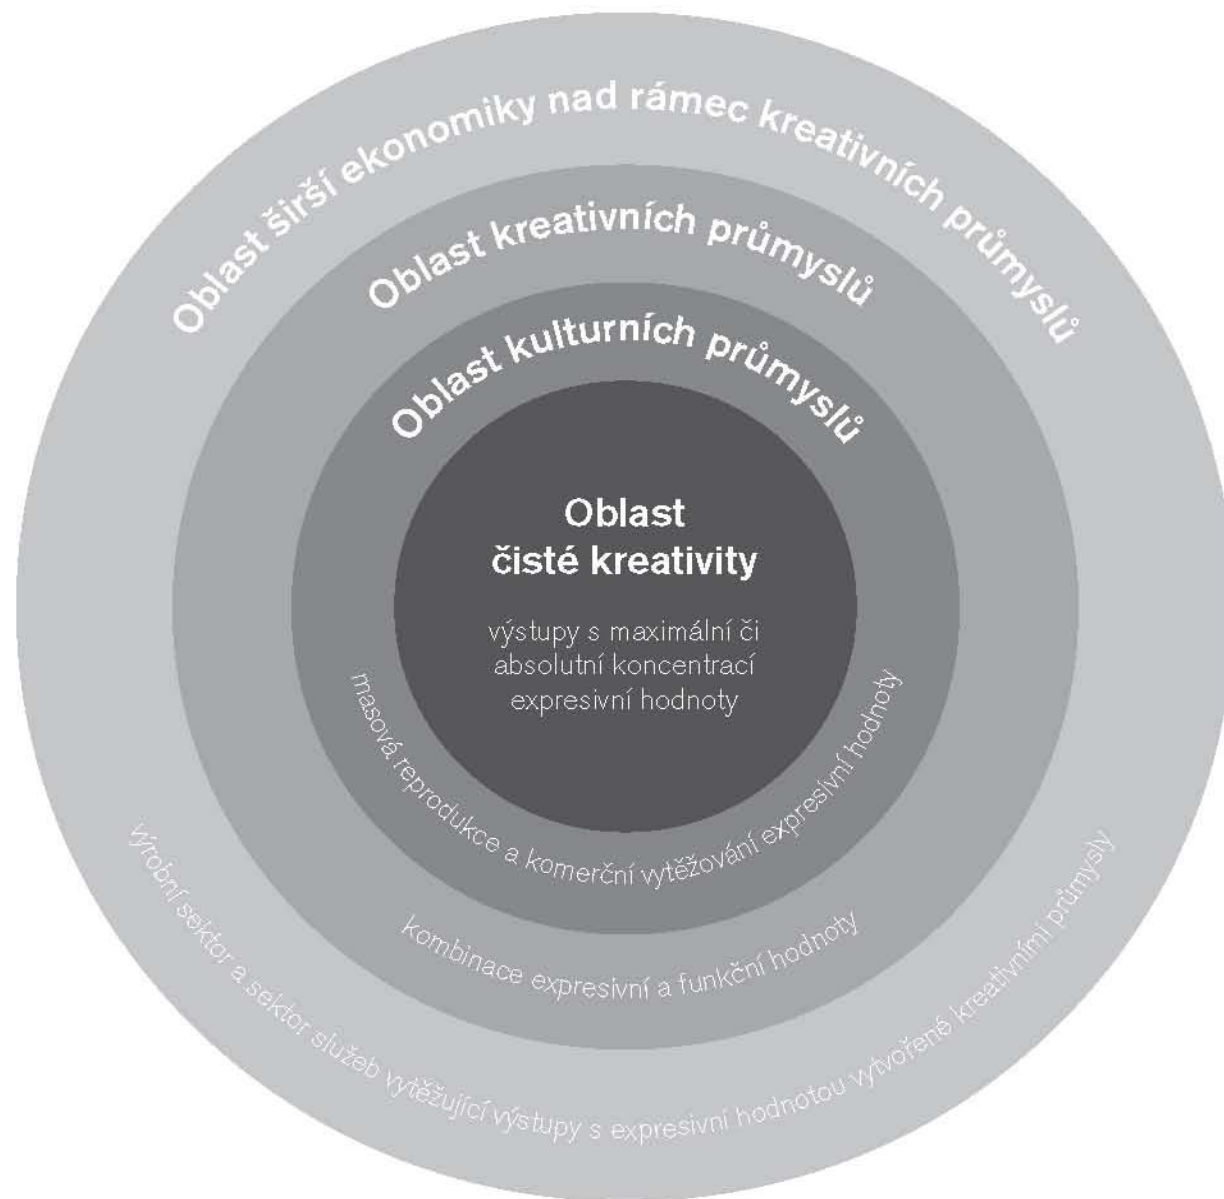 Oblast širší ekonomiky nad rámec kreativních průmyslů
Oblast kreativních průmyslů
Oblast kulturních průmyslů
Oblast
čisté kreativity
výstupy s maximální či
absolutní koncentrací
expresivní hodnoty
masová reprodukce a komerční vytěžování expresivní hodnoty
kombinace expresivní a funkční hodnoty
výrobní sektor a sektor služeb vytěžující výstupy s expresivní hodnotou vytvořené kreativními průmysly